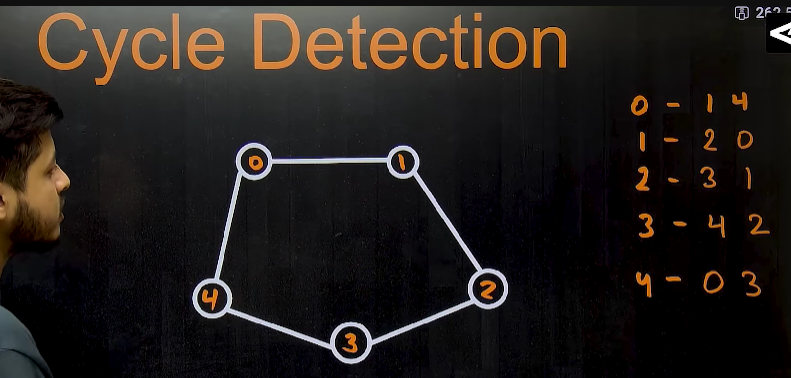 Cycle Detection
0 - 1 4
1 - 2 0
2 - 3 1
3 - 4 2
4 - 0 3
0
1
4
2
3